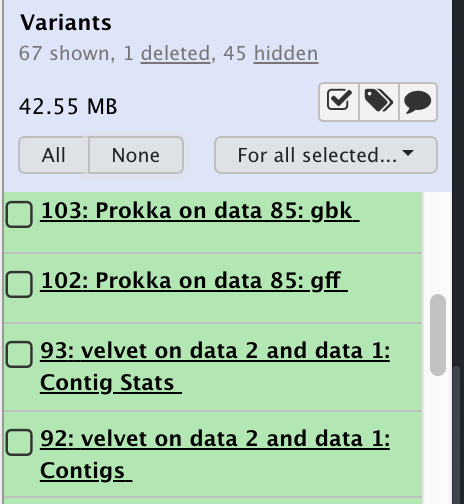 Variants
67 shown, 1 deleted, 45 hidden
42.55 MB
All
None
For all selected...
103: Prokka on data 85: gbk
102: Prokka on data 85: gff
93: velvet on data 2 and data 1:
Contig Stats
92: velvet on data 2 and data 1:
Contigs